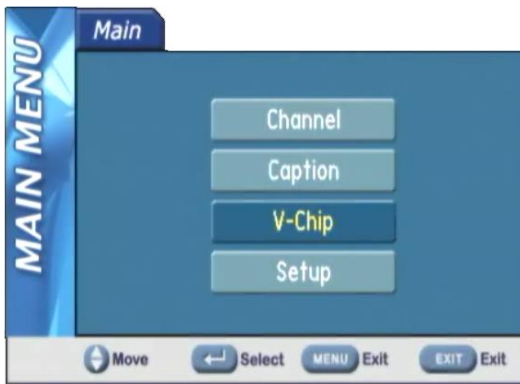 MAIN MENU
Main
Channel
Caption
V-Chip
Setup
Move Select MENU Exit EXIT Exit